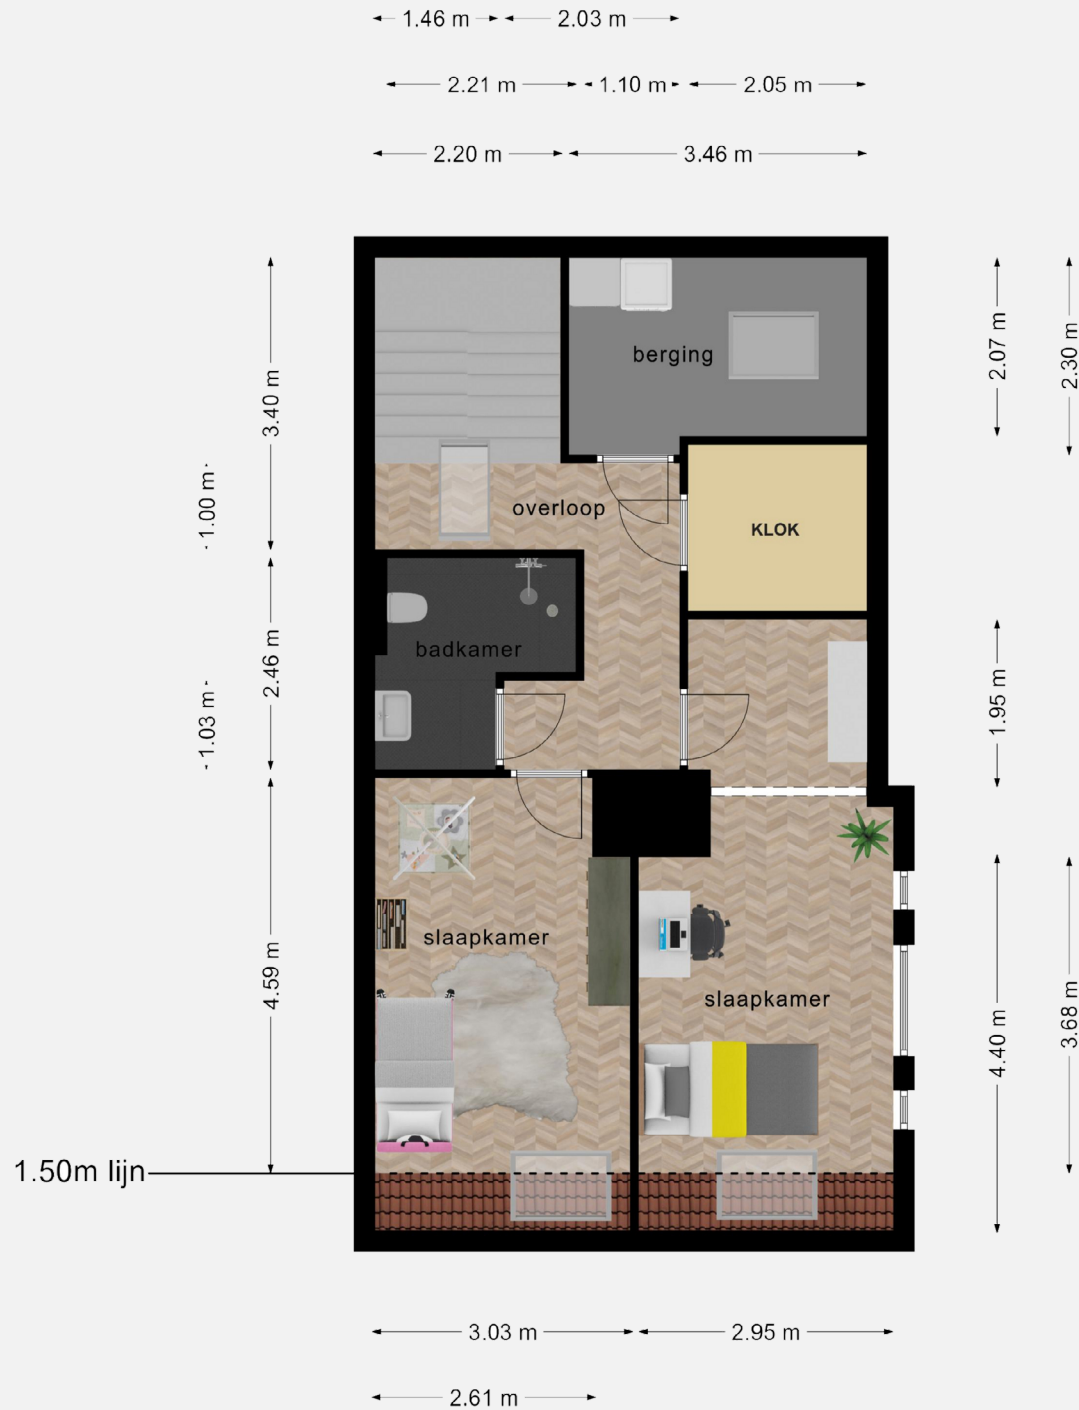 1.46 m
2.03 m
2.21 m
1.10 m
2.05 m
2.20 m
3.46 m
3.40 m
2.07 m
2.30 m
berging
1.00 m
overloop
KLOK
2.46 m
badkamer
1.03 m
1.95 m
4.59 m
slaapkamer
slaapkamer
4.40 m
3.68 m
1.50m lijn
3.03 m
2.95 m
2.61 m